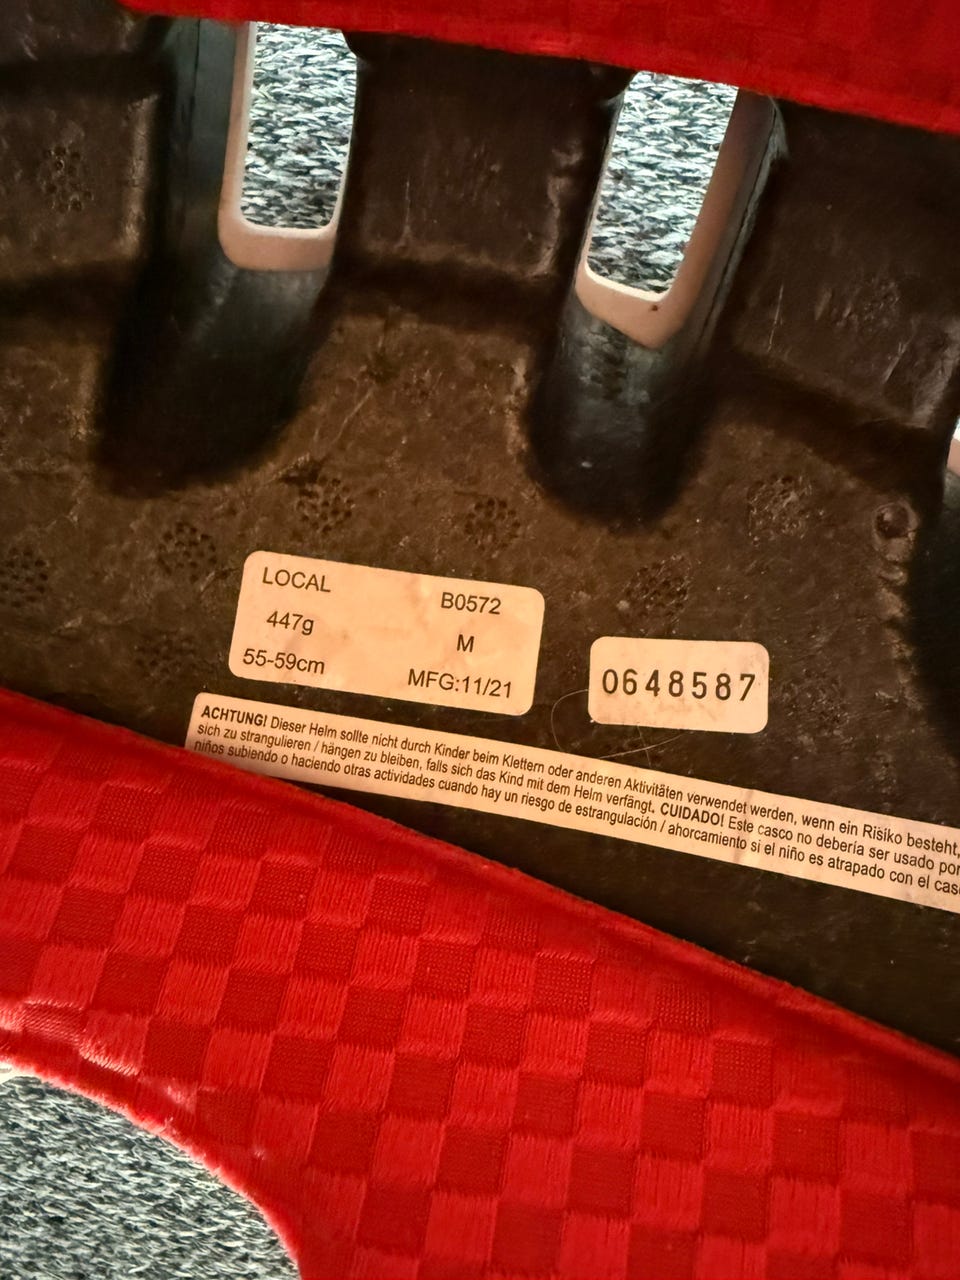 LOCAL B0572
447g M
55-59cm MFG:11/21
0648587
ACHTUNG! Dieser Helm sollte nicht durch Kinder beim Klettern oder anderen Aktivitäten verwendet werden, wenn ein Risiko besteht,
sich zu strangulieren / hängen zu bleiben, falls sich das Kind mit dem Helm verfängt. CUIDADO! Este casco no debería ser usado por
niños subiendo o haciendo otras actividades cuando hay un riesgo de estrangulación / ahorcamiento si el niño es atrapado con el casc